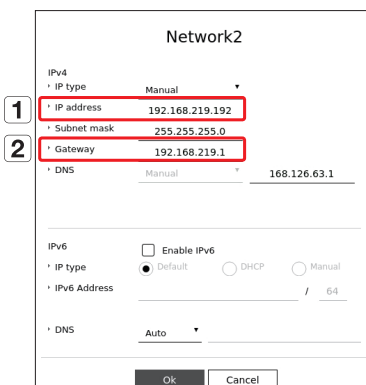 Network2
IPv4
IP type Manual
1 IP address 192.168.219.192
Subnet mask 255.255.255.0
2 Gateway 192.168.219.1
DNS Manual 168.126.63.1
IPv6 Enable IPv6
IP type Default DHCP Manual
IPv6 Address / 64
DNS Auto
Ok Cancel